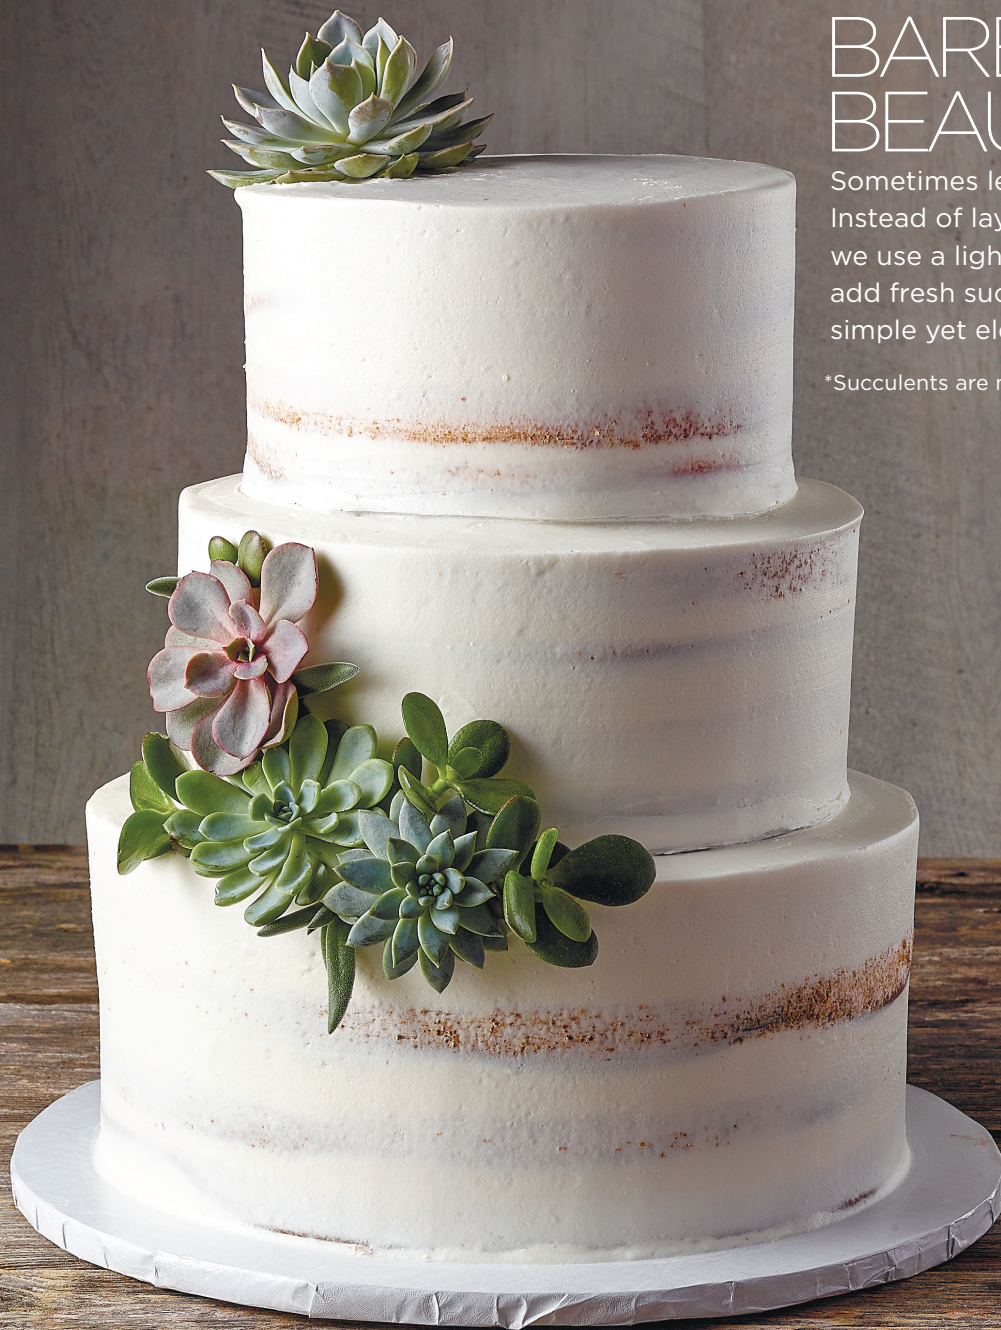 BARE
BEAU
Sometimes le
Instead of lay
we use a ligh
add fresh suc
simple yet ele
*Succulents are